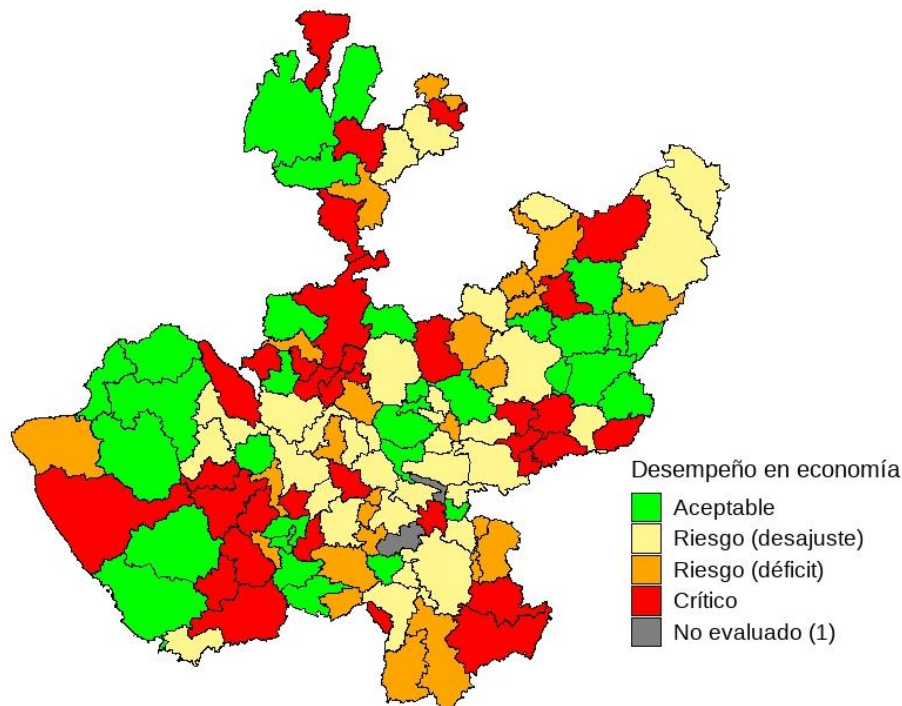 Desempeño en economía
Aceptable
Riesgo (desajuste)
Riesgo (déficit)
Crítico
No evaluado (1)